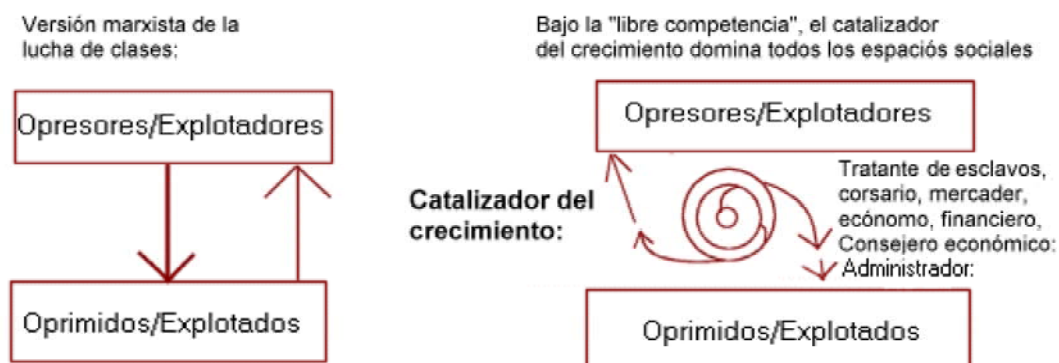 Versión marxista de la
lucha de clases:
Opresores/Explotadores
Oprimidos/Explotados
Bajo la "libre competencia", el catalizador
del crecimiento domina todos los espaciós sociales
Opresores/Explotadores
Catalizador del
crecimiento:
Tratante de esclavos,
corsario, mercader,
ecónomo, financiero,
Consejero económico:
Administrador:
Oprimidos/Explotados